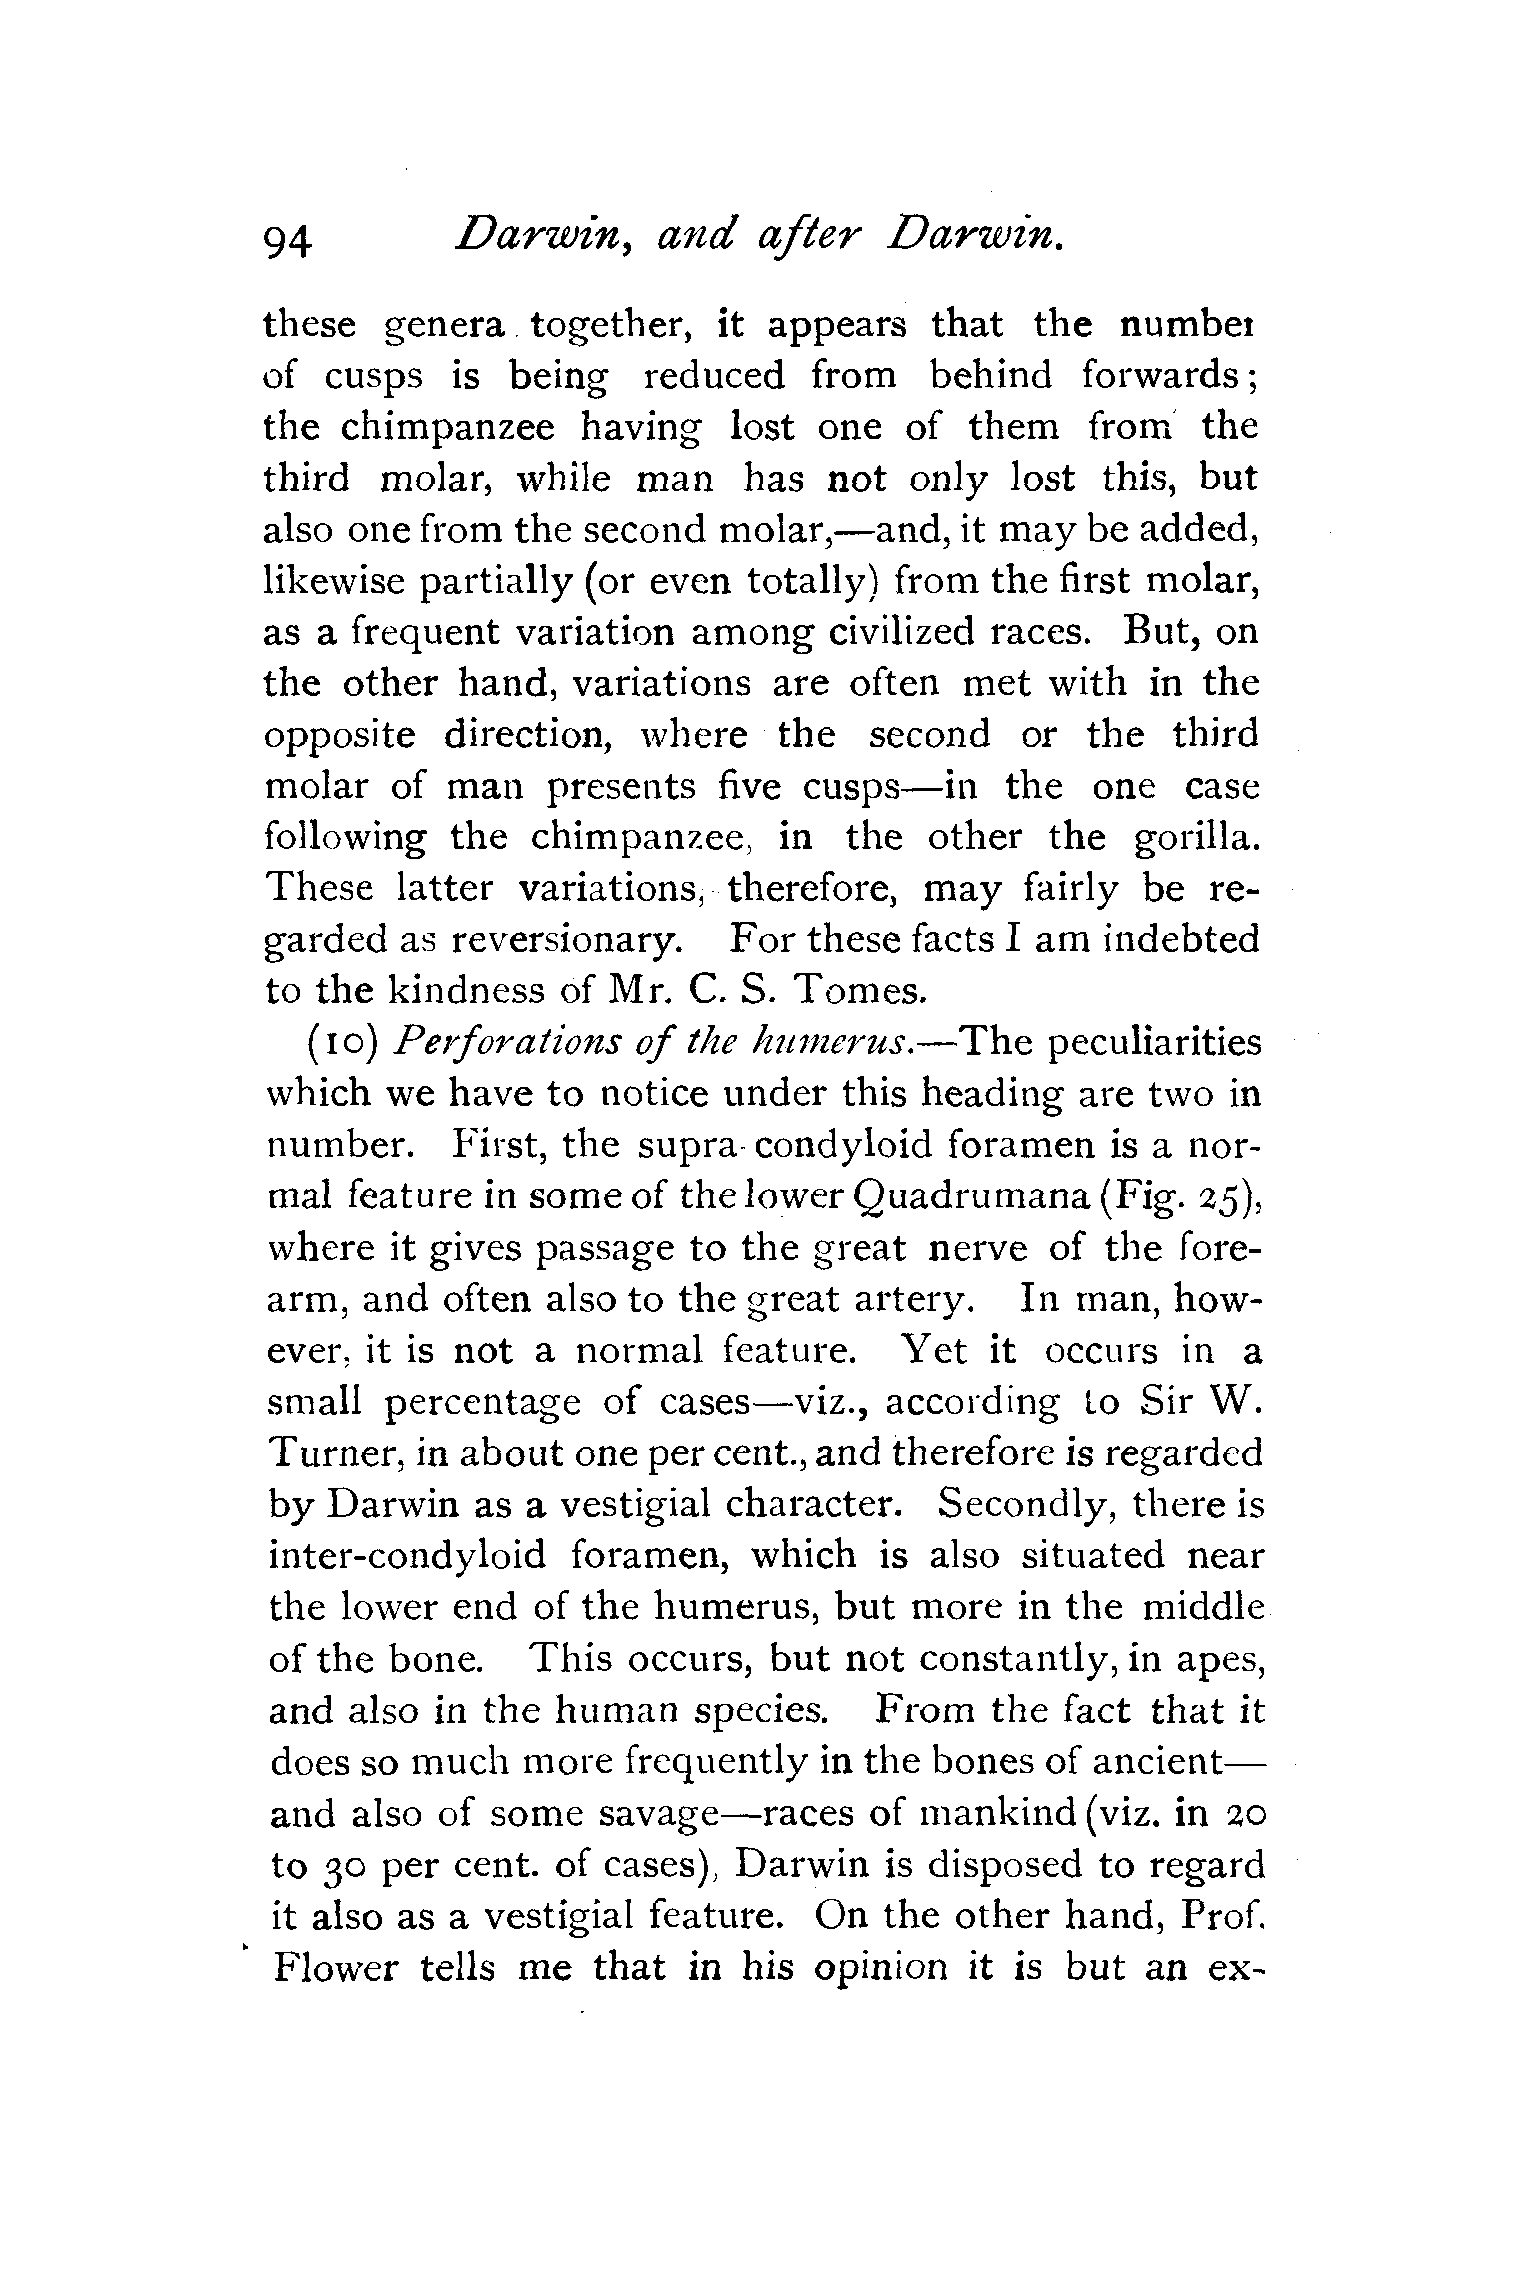 94 Darwin, and after Darwin.
these genera together, it appears that the number
of cusps is being reduced from behind forwards;
the chimpanzee having lost one of them from the
third molar, while man has not only lost this, but
also one from the second molar,—and, it may be added,
likewise partially (or even totally) from the first molar,
as a frequent variation among civilized races. But, on
the other hand, variations are often met with in the
opposite direction, where the second or the third
molar of man presents five cusps—in the one case
following the chimpanzee, in the other the gorilla.
These latter variations, therefore, may fairly be re-
garded as reversionary. For these facts I am indebted
to the kindness of Mr. C. S. Tomes.
(10) Perforations of the humerus.—The peculiarities
which we have to notice under this heading are two in
number. First, the supra-condyloid foramen is a nor-
mal feature in some of the lower Quadrumana (Fig. 25),
where it gives passage to the great nerve of the fore-
arm, and often also to the great artery. In man, how-
ever, it is not a normal feature. Yet it occurs in a
small percentage of cases—viz., according to Sir W.
Turner, in about one per cent., and therefore is regarded
by Darwin as a vestigial character. Secondly, there is
inter-condyloid foramen, which is also situated near
the lower end of the humerus, but more in the middle
of the bone. This occurs, but not constantly, in apes,
and also in the human species. From the fact that it
does so much more frequently in the bones of ancient—
and also of some savage—races of mankind (viz. in 20
to 30 per cent. of cases), Darwin is disposed to regard
it also as a vestigial feature. On the other hand, Prof.
Flower tells me that in his opinion it is but an ex-